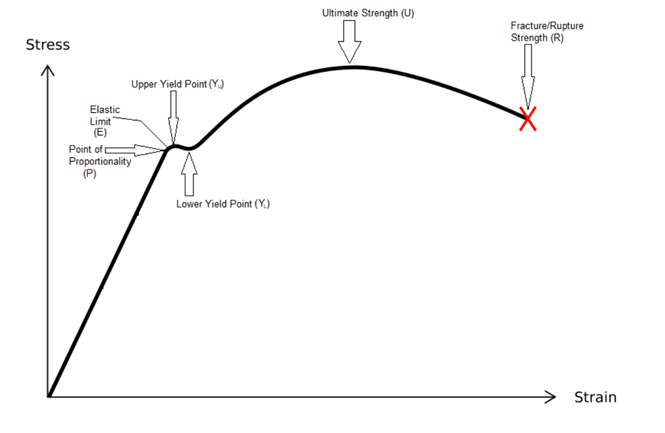 Ultimate Strength (U)
Fracture/Rupture
Strength (R)
Stress
Upper Yield Point (Yᵤ)
Elastic
Limit
(E)
Point of
Proportionality
(P)
Lower Yield Point (Y_L)
Strain